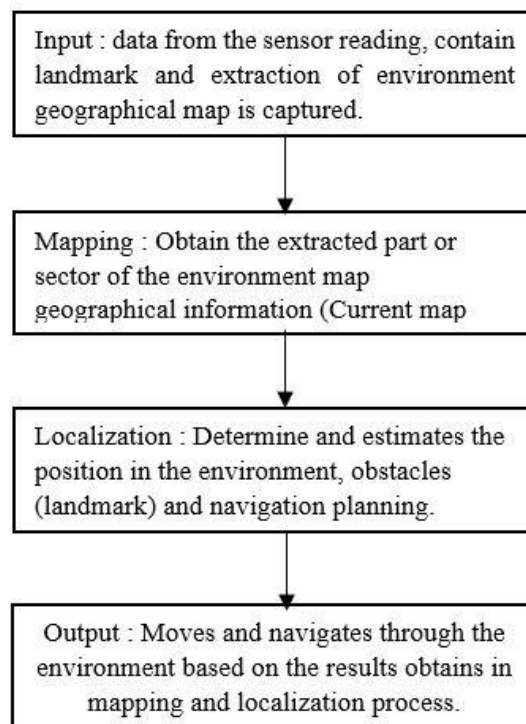 Input : data from the sensor reading, contain
landmark and extraction of environment
geographical map is captured.
Mapping : Obtain the extracted part or
sector of the environment map
geographical information (Current map
Localization : Determine and estimates the
position in the environment, obstacles
(landmark) and navigation planning.
Output : Moves and navigates through the
environment based on the results obtains in
mapping and localization process.